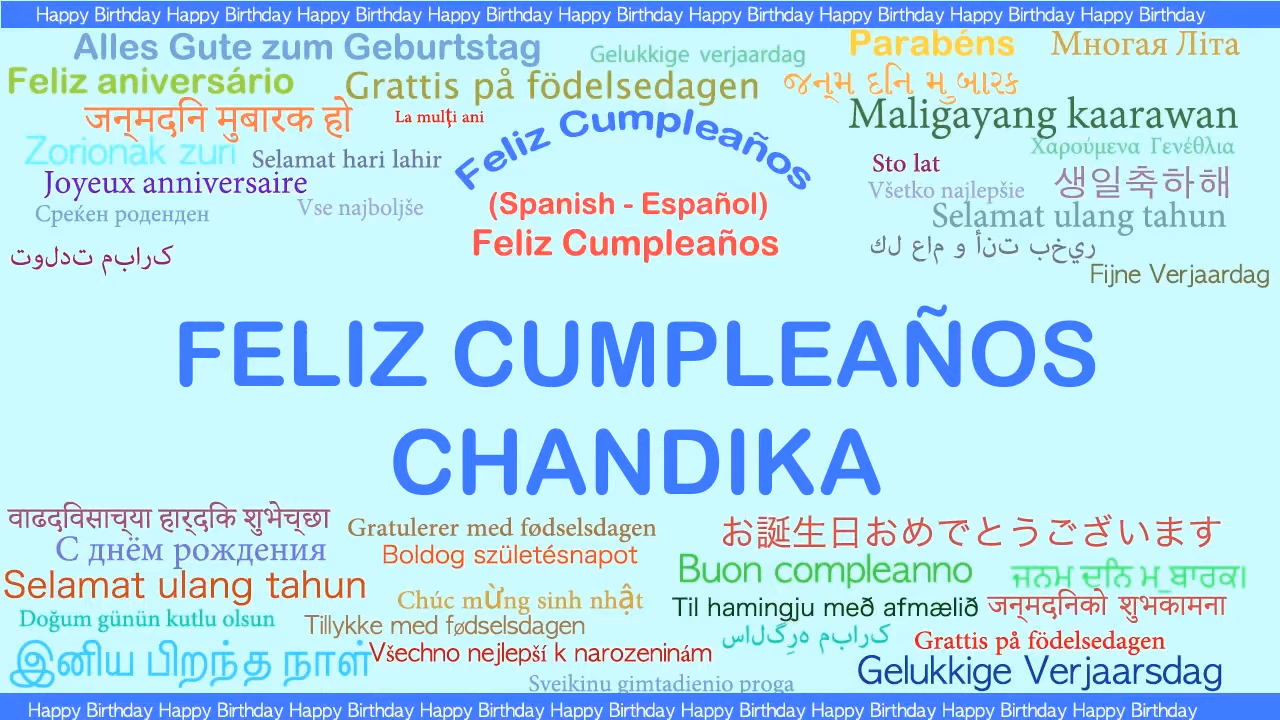 Happy Birthday Happy Birthday Happy Birthday Happy Birthday Happy Birthday Happy Birthday Happy Birthday Happy Birthday Happy Birthday
Alles Gute zum Geburtstag
Gelukkige verjaardag
Parabéns
Многая Літа
Feliz aniversário
Grattis på födelsedagen
જન્મ દિન મુબારક
जन्मदिन मुबारक हो
La mulţi ani
Feliz Cumpleaños
Maligayang kaarawan
Zorionak zuri
Selamat hari lahir
Χαρούμενα Γενέθλια
Sto lat
Joyeux anniversaire
Všetko najlepšie
생일축하해
Среќен роденден
Vse najboljše
(Spanish - Español)
Selamat ulang tahun
Feliz Cumpleaños
تولدت مبارک
كل عام و أنت بخير
Fijne Verjaardag
FELIZ CUMPLEAÑOS
CHANDIKA
वाढदिवसाच्या हार्दिक शुभेच्छा
Gratulerer med fødselsdagen
お誕生日おめでとうございます
С днём рождения
Boldog születésnapot
Buon compleanno
ਜਨਮ ਦਿਨ ਮੁਬਾਰਕ।
Selamat ulang tahun
Chúc mừng sinh nhật
Til hamingju með afmælið
जन्मदिनको शुभकामना
Doğum günün kutlu olsun
Tillykke med fødselsdagen
سالگرہ مبارک
Grattis på födelsedagen
இனிய பிறந்த நாள்
Všechno nejlepší k narozeninám
Gelukkige Verjaarsdag
Sveikinu gimtadienio proga
Happy Birthday Happy Birthday Happy Birthday Happy Birthday Happy Birthday Happy Birthday Happy Birthday Happy Birthday Happy Birthday